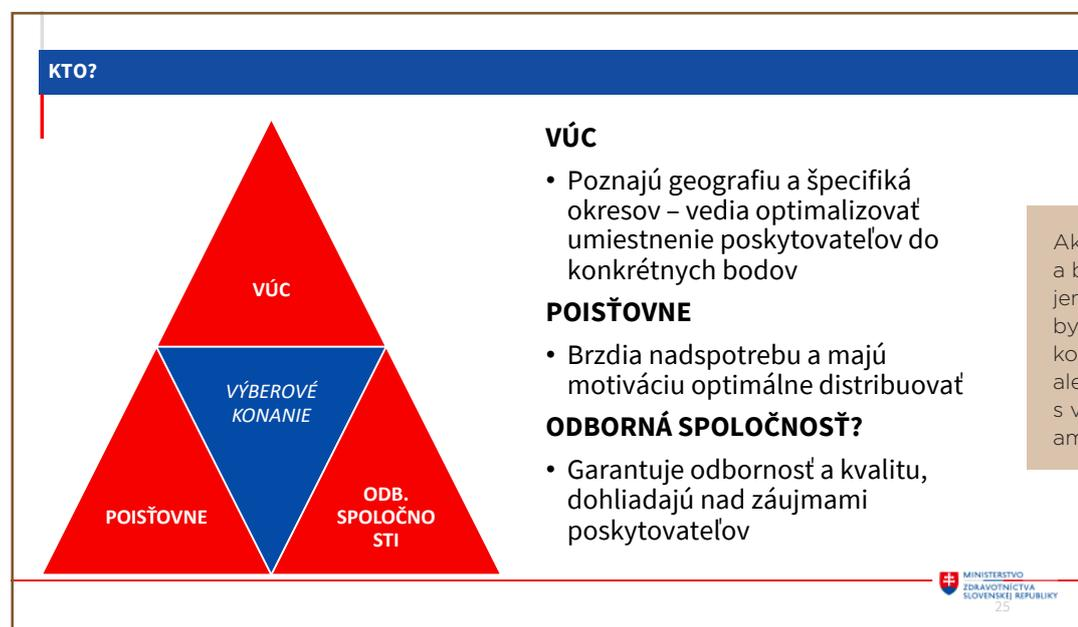 KTO?
VÚC
VÝBEROVÉ
KONANIE
POISŤOVNE
ODB.
SPOLOČNO
STI
VÚC
• Poznajú geografiu a špecifiká
okresov – vedia optimalizovať
umiestnenie poskytovateľov do
konkrétnych bodov
POISŤOVNE
• Brzdia nadspotrebu a majú
motiváciu optimálne distribuovať
ODBORNÁ SPOLOČNOSŤ?
• Garantuje odbornosť a kvalitu,
dohliadajú nad záujmami
poskytovateľov
a
s
MINISTERSTVO
ZDRAVOTNÍCTVA
SLOVENSKEJ REPUBLIKY
25